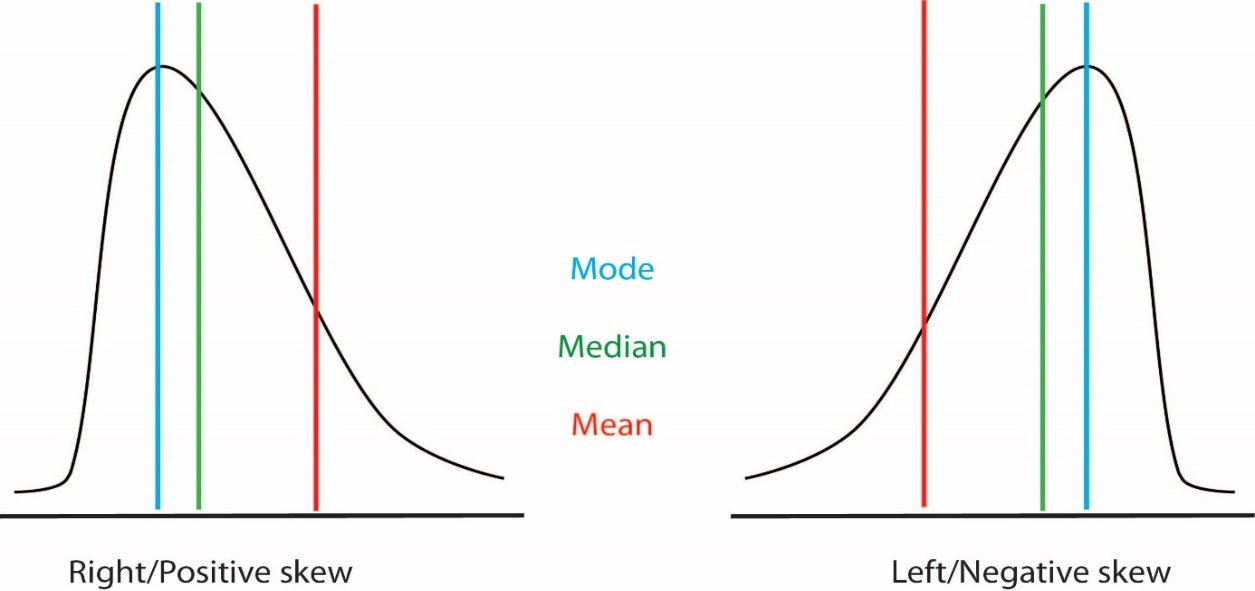 Mode
Median
Mean
Right/Positive skew
Left/Negative skew